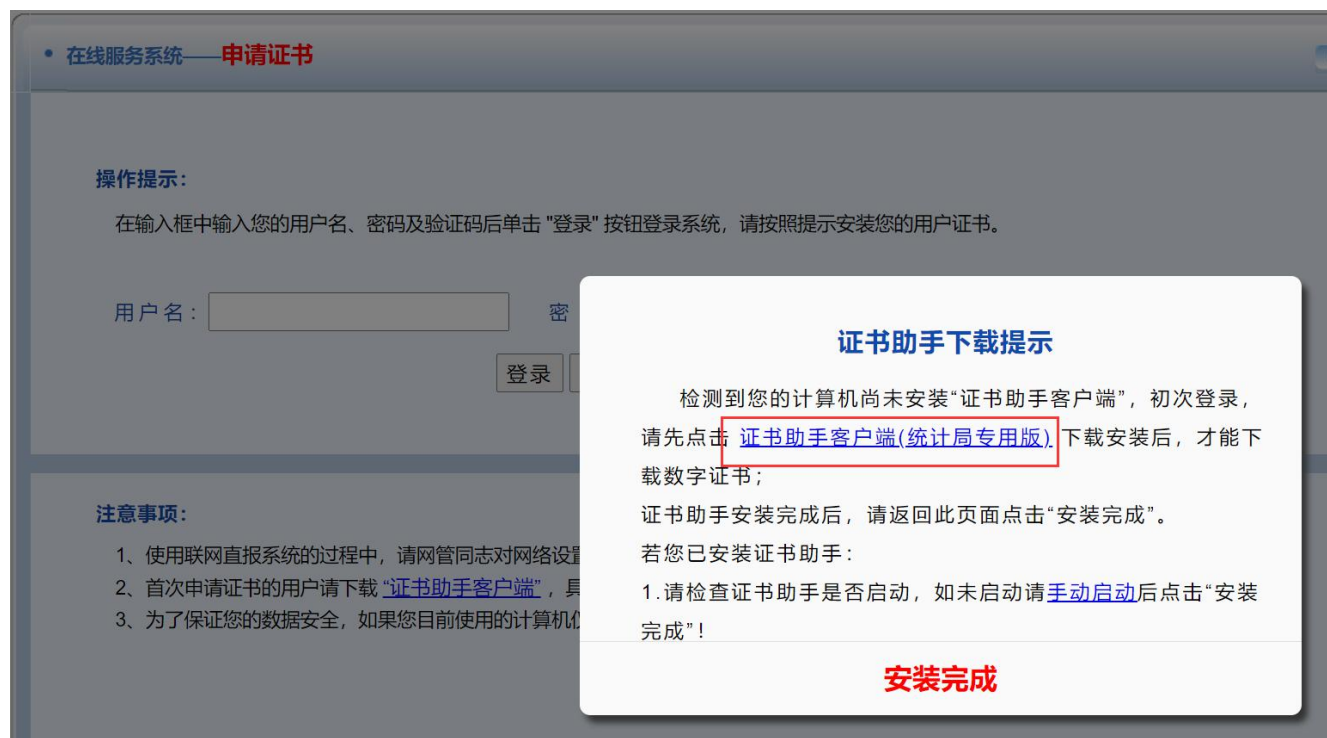 在线服务系统——申请证书
操作提示：
在输入框中输入您的用户名、密码及验证码后单击 "登录" 按钮登录系统，请按照提示安装您的用户证书。
用户名：
密
登录
证书助手下载提示
检测到您的计算机尚未安装“证书助手客户端”，初次登录，
请先点击 证书助手客户端(统计局专用版) 下载安装后，才能下
载数字证书；
证书助手安装完成后，请返回此页面点击“安装完成”。
若您已安装证书助手：
1.请检查证书助手是否启动，如未启动请手动启动后点击“安装
完成”！
安装完成
注意事项：
1、使用联网直报系统的过程中，请网管同志对网络设置
2、首次申请证书的用户请下载 “证书助手客户端” ，具
3、为了保证您的数据安全，如果您目前使用的计算机仅